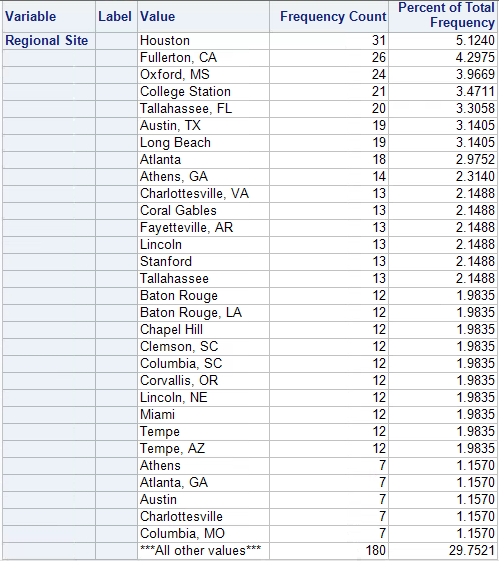 Variable Label Value Frequency Count Percent of Total Frequency
Regional Site Houston 31 5.1240
Fullerton, CA 26 4.2975
Oxford, MS 24 3.9669
College Station 21 3.4711
Tallahassee, FL 20 3.3058
Austin, TX 19 3.1405
Long Beach 19 3.1405
Atlanta 18 2.9752
Athens, GA 14 2.3140
Charlottesville, VA 13 2.1488
Coral Gables 13 2.1488
Fayetteville, AR 13 2.1488
Lincoln 13 2.1488
Stanford 13 2.1488
Tallahassee 13 2.1488
Baton Rouge 12 1.9835
Baton Rouge, LA 12 1.9835
Chapel Hill 12 1.9835
Clemson, SC 12 1.9835
Columbia, SC 12 1.9835
Corvallis, OR 12 1.9835
Lincoln, NE 12 1.9835
Miami 12 1.9835
Tempe 12 1.9835
Tempe, AZ 12 1.9835
Athens 7 1.1570
Atlanta, GA 7 1.1570
Austin 7 1.1570
Charlottesville 7 1.1570
Columbia, MO 7 1.1570
***All other values*** 180 29.7521